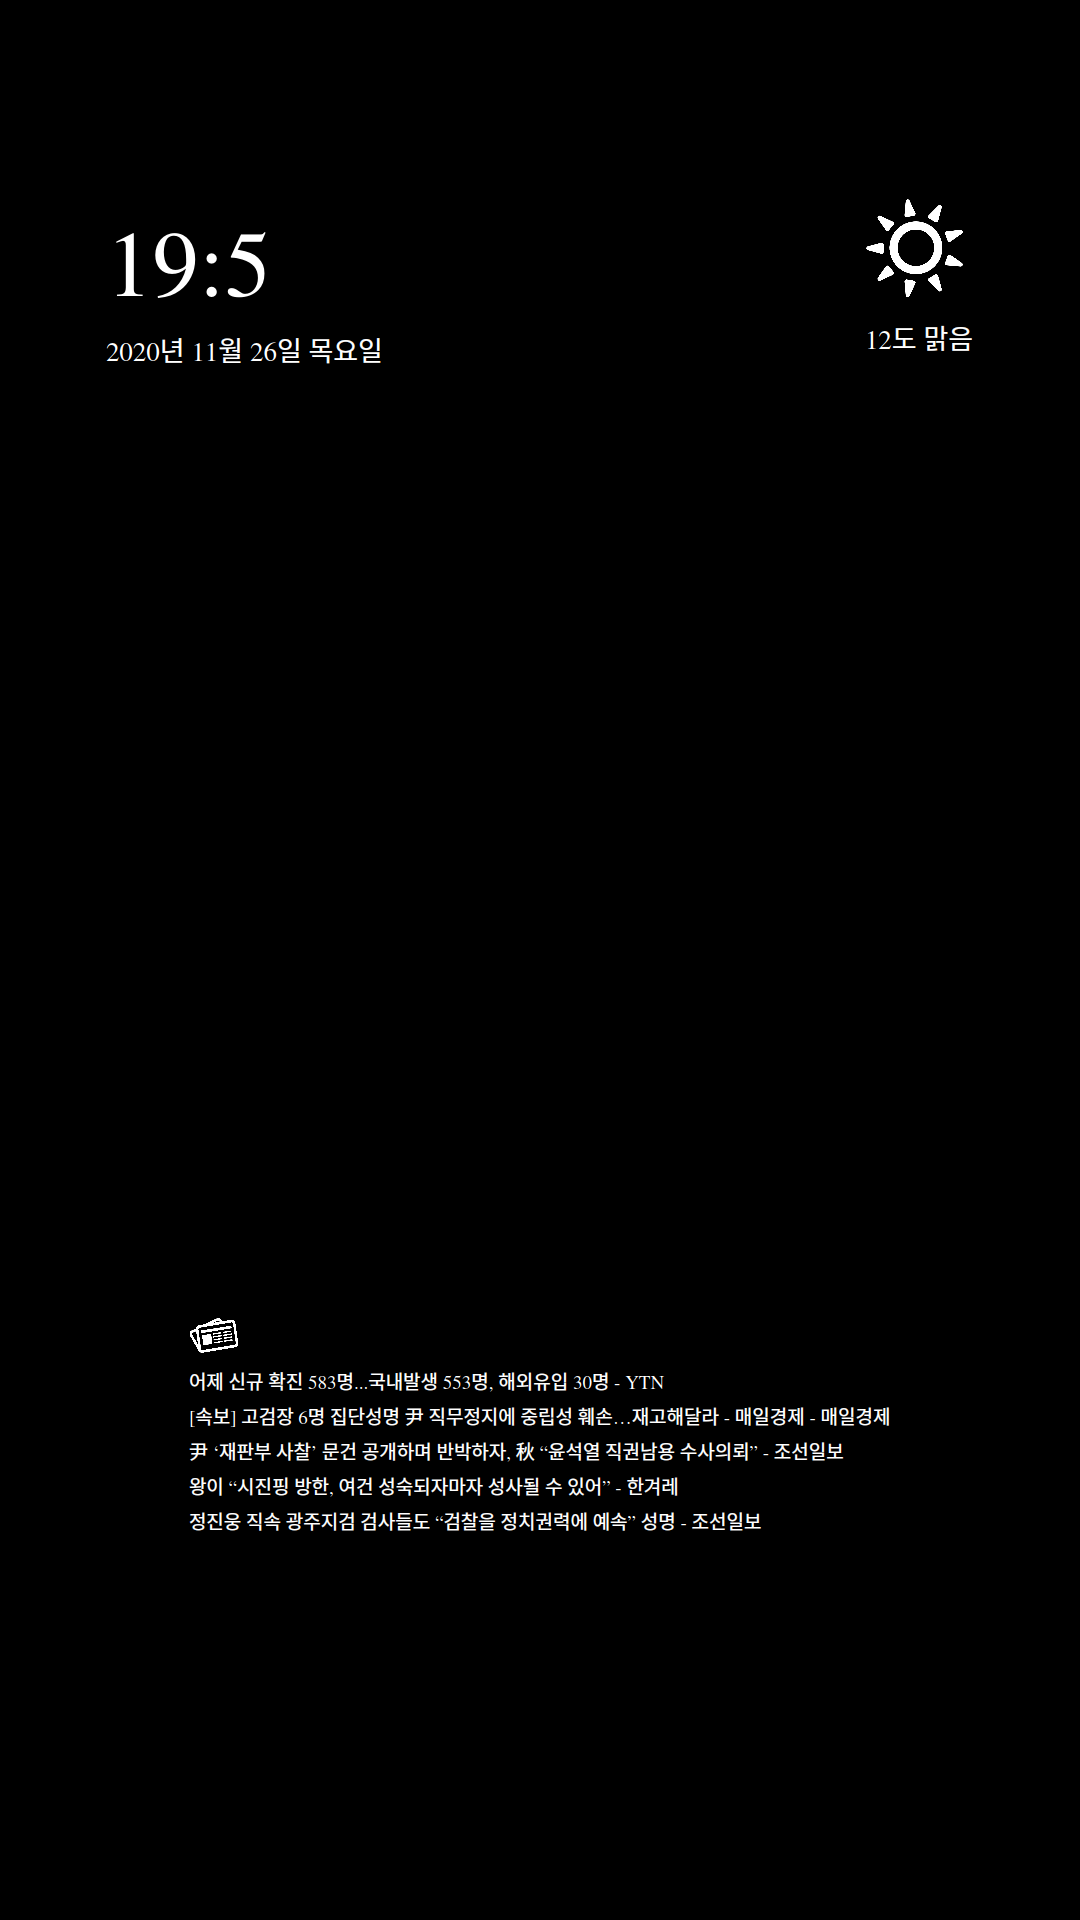 19:5
2020년 11월 26일 목요일
12도 맑음
어제 신규 확진 583명...국내발생 553명, 해외유입 30명 - YTN
[속보] 고검장 6명 집단성명 尹 직무정지에 중립성 훼손…재고해달라 - 매일경제 - 매일경제
尹 ‘재판부 사찰’ 문건 공개하며 반박하자, 秋 “윤석열 직권남용 수사의뢰” - 조선일보
왕이 “시진핑 방한, 여건 성숙되자마자 성사될 수 있어” - 한겨레
정진웅 직속 광주지검 검사들도 “검찰을 정치권력에 예속” 성명 - 조선일보